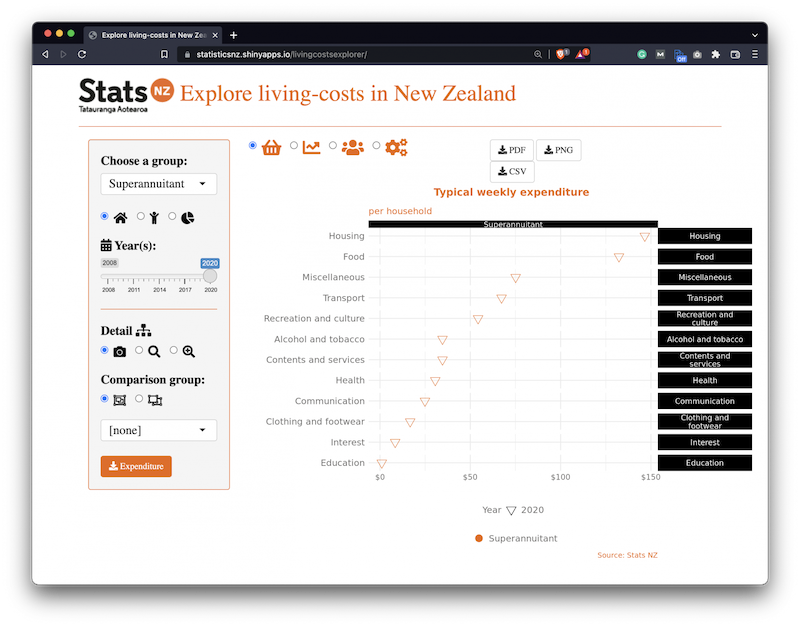 Explore living-costs in New Zea
statisticsnz.shinyapps.io/livingcostsexplorer/
Off
Stats NZ
Tatauranga Aotearoa
Explore living-costs in New Zealand
Choose a group:
Superannuitant
Year(s):
2008
2020
2008 2011 2014 2017 2020
Detail
Comparison group:
[none]
Expenditure
PDF
PNG
CSV
Typical weekly expenditure
per household
Superannuitant
Housing
Food
Miscellaneous
Transport
Recreation and culture
Alcohol and tobacco
Contents and services
Health
Communication
Clothing and footwear
Interest
Education
Housing
Food
Miscellaneous
Transport
Recreation and
culture
Alcohol and tobacco
Contents and
services
Health
Communication
Clothing and
footwear
Interest
Education
$0 $50 $100 $150
Year 2020
Superannuitant
Source: Stats NZ